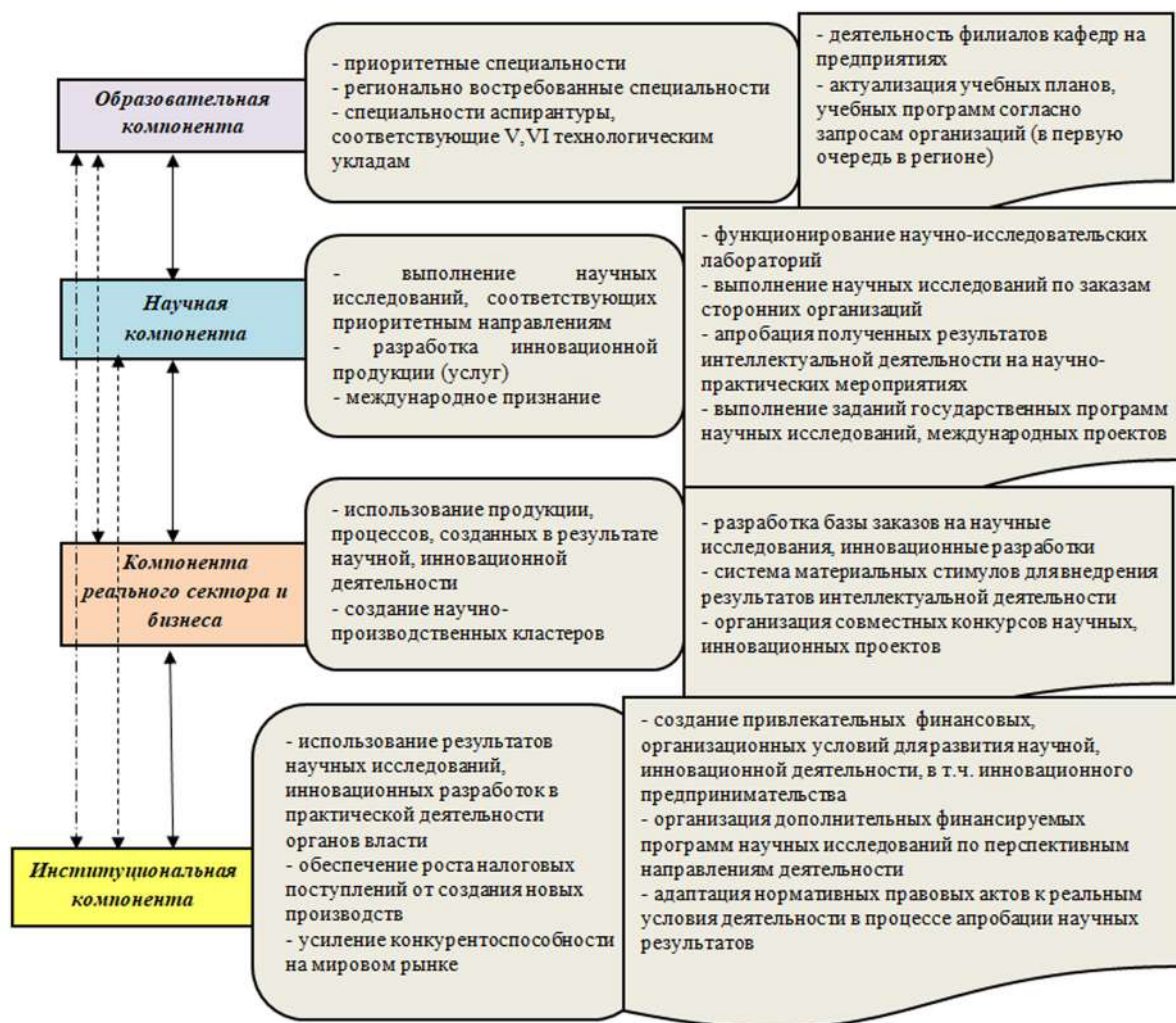 Образовательная
компонента
- приоритетные специальности
- регионально востребованные специальности
- специальности аспирантуры,
соответствующие V,VI технологическим
укладам
- деятельность филиалов кафедр на
предприятиях
- актуализация учебных планов,
учебных программ согласно
запросам организаций (в первую
очередь в регионе)
Научная
компонента
- выполнение научных
исследований, соответствующих
приоритетным направлениям
- разработка инновационной
продукции (услуг)
- международное признание
- функционирование научно-исследовательских
лабораторий
- выполнение научных исследований по заказам
сторонних организаций
- апробация полученных результатов
интеллектуальной деятельности на научно-
практических мероприятиях
- выполнение заданий государственных программ
научных исследований, международных проектов
Компонента
реального сектора и
бизнеса
- использование продукции,
процессов, созданных в результате
научной, инновационной
деятельности
- создание научно-
производственных кластеров
- разработка базы заказов на научные
исследования, инновационные разработки
- система материальных стимулов для внедрения
результатов интеллектуальной деятельности
- организация совместных конкурсов научных,
инновационных проектов
Институциональная
компонента
- использование результатов
научных исследований,
инновационных разработок в
практической деятельности
органов власти
- обеспечение роста налоговых
поступлений от создания новых
производств
- усиление конкурентоспособности
на мировом рынке
- создание привлекательных финансовых,
организационных условий для развития научной,
инновационной деятельности, в т.ч. инновационного
предпринимательства
- организация дополнительных финансируемых
программ научных исследований по перспективным
направлениям деятельности
- адаптация нормативных правовых актов к реальным
условия деятельности в процессе апробации научных
результатов